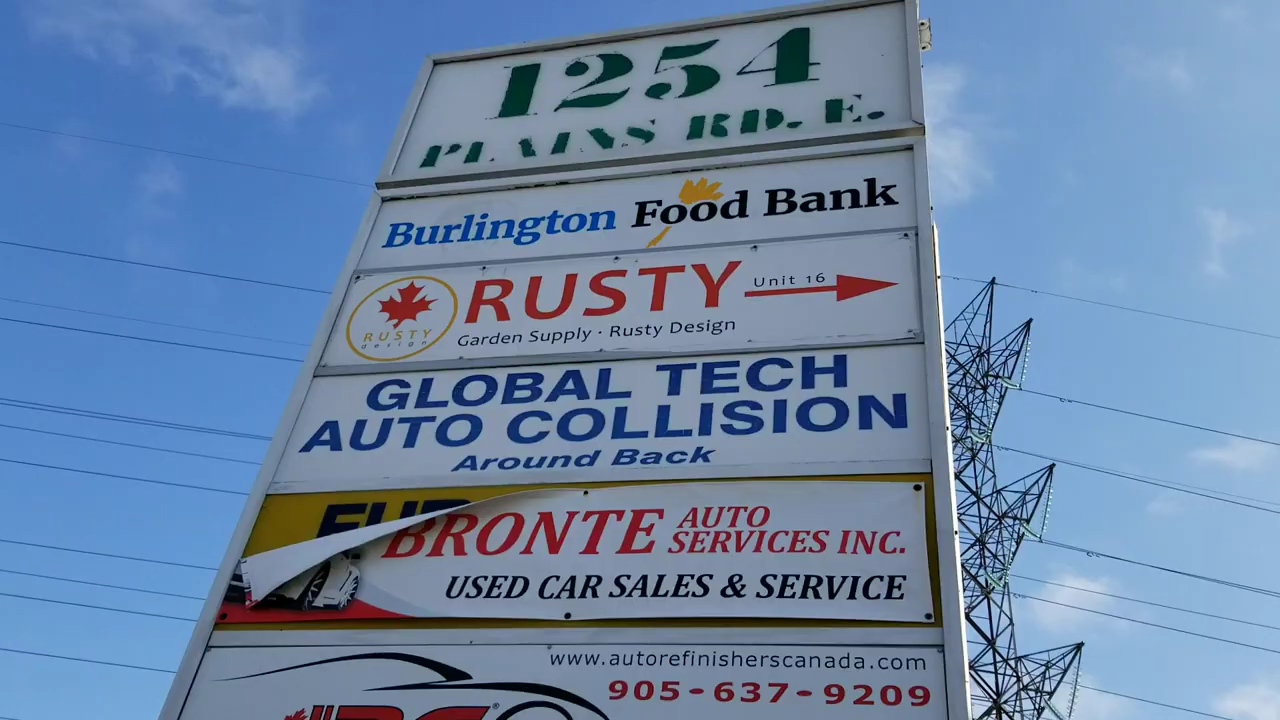 1254
PLAINS RD. E.
Burlington Food Bank
RUSTY
design
RUSTY
Unit 16
Garden Supply · Rusty Design
GLOBAL TECH
AUTO COLLISION
Around Back
BRONTE AUTO
SERVICES INC.
USED CAR SALES & SERVICE
www.autorefinisherscanada.com
905-637-9209